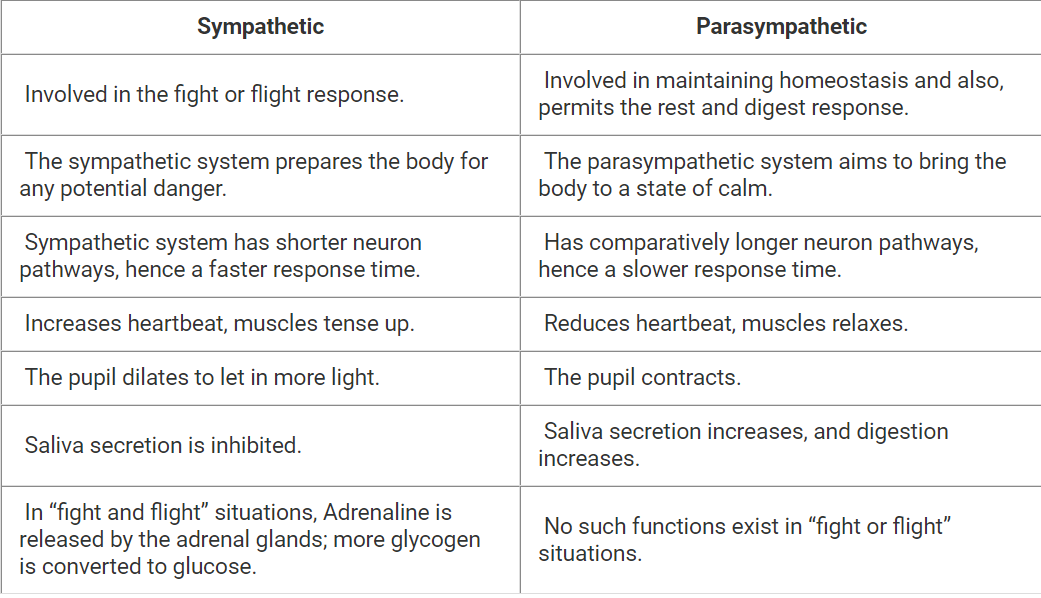 Sympathetic
Parasympathetic
Involved in the fight or flight response.
Involved in maintaining homeostasis and also,
permits the rest and digest response.
The sympathetic system prepares the body for
any potential danger.
The parasympathetic system aims to bring the
body to a state of calm.
Sympathetic system has shorter neuron
pathways, hence a faster response time.
Has comparatively longer neuron pathways,
hence a slower response time.
Increases heartbeat, muscles tense up.
Reduces heartbeat, muscles relaxes.
The pupil dilates to let in more light.
The pupil contracts.
Saliva secretion is inhibited.
Saliva secretion increases, and digestion
increases.
In “fight and flight” situations, Adrenaline is
released by the adrenal glands; more glycogen
is converted to glucose.
No such functions exist in “fight or flight”
situations.